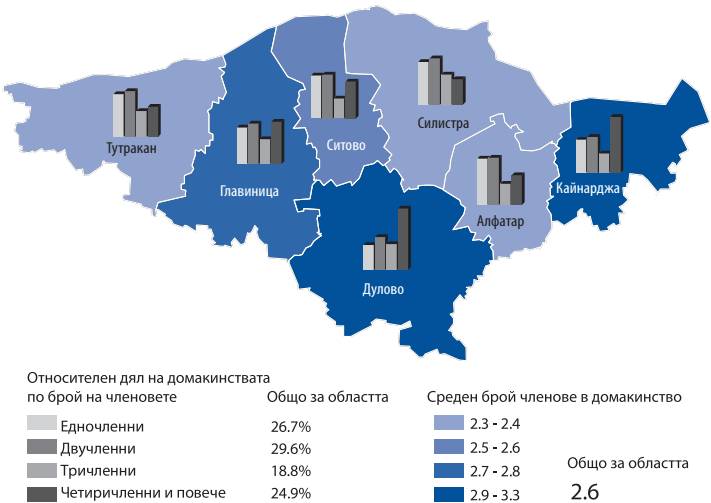 Силистра
Тутракан
Ситово
Главиница
Кайнарджа
Алфатар
Дулово
Относителен дял на домакинствата
по брой на членовете
Общо за областта
Едночленни 26.7%
Двучленни 29.6%
Тричленни 18.8%
Четиричленни и повече 24.9%
Среден брой членове в домакинство
2.3 - 2.4
2.5 - 2.6
2.7 - 2.8
2.9 - 3.3
Общо за областта
2.6